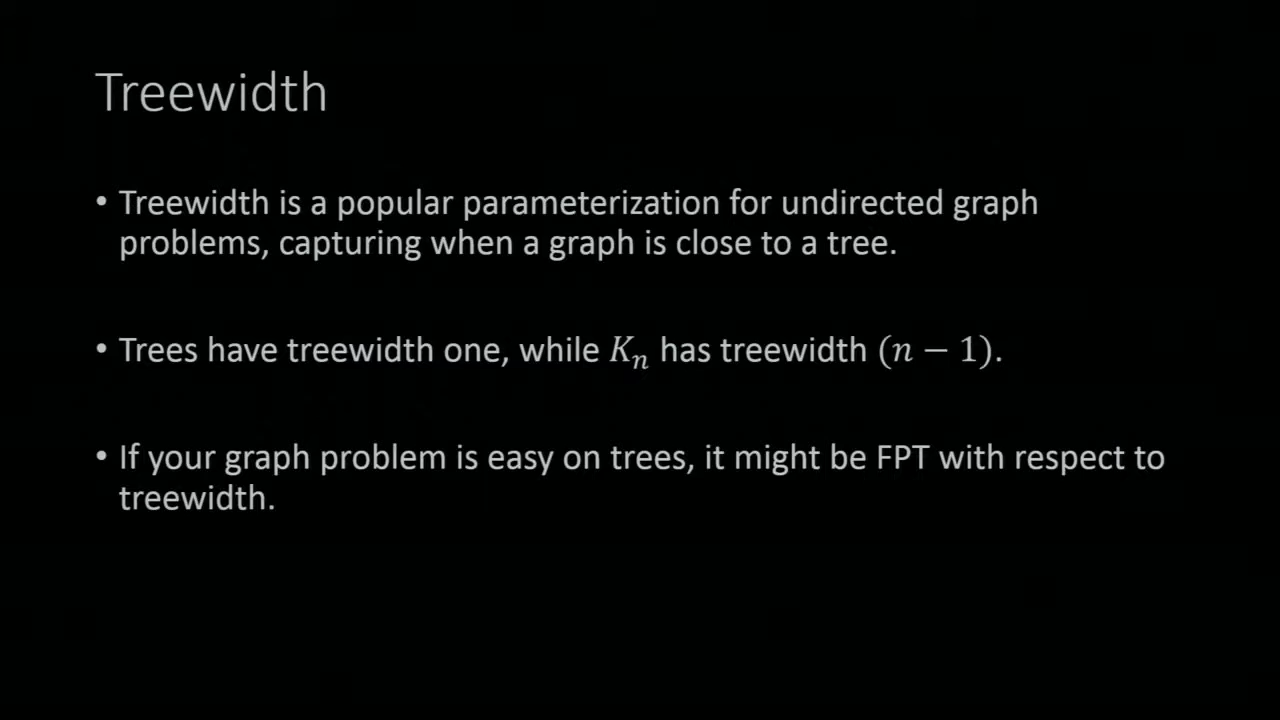 Treewidth
• Treewidth is a popular parameterization for undirected graph
problems, capturing when a graph is close to a tree.
• Trees have treewidth one, while Kₙ has treewidth (n − 1).
• If your graph problem is easy on trees, it might be FPT with respect to
treewidth.